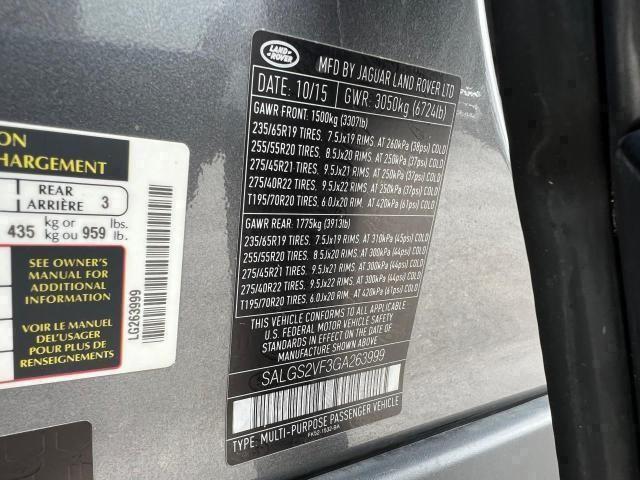 ON
CHARGEMENT
REAR
ARRIÈRE 3
435 kg or ou 959 lbs. lb.
SEE OWNER'S
MANUAL FOR
ADDITIONAL
INFORMATION
VOIR LE MANUEL
DEL'USAGER
POUR PLUS DE
RENSEIGNEMENTS
LG263999
LAND
ROVER
MFD BY JAGUAR LAND ROVER LTD
DATE: 10/15 GWR: 3050kg (6724lb)
GAWR FRONT: 1500kg (3307lb)
235/65R19 TIRES, 7.5Jx19 RIMS, AT 260kPa (38psi) COLD
255/55R20 TIRES, 8.5Jx20 RIMS, AT 250kPa (37psi) COLD
275/45R21 TIRES, 9.5Jx21 RIMS, AT 250kPa (37psi) COLD
275/40R22 TIRES, 9.5Jx22 RIMS, AT 250kPa (37psi) COLD
T195/70R20 TIRES, 6.0Jx20 RIM, AT 420kPa (61psi) COLD
GAWR REAR: 1775kg (3913lb)
235/65R19 TIRES, 7.5Jx19 RIMS, AT 310kPa (45psi) COLD
255/55R20 TIRES, 8.5Jx20 RIMS, AT 300kPa (44psi) COLD
275/45R21 TIRES, 9.5Jx21 RIMS, AT 300kPa (44psi) COLD
275/40R22 TIRES, 9.5Jx22 RIMS, AT 300kPa (44psi) COLD
T195/70R20 TIRES, 6.0Jx20 RIM, AT 420kPa (61psi) COLD
THIS VEHICLE CONFORMS TO ALL APPLICABLE
U.S. FEDERAL MOTOR VEHICLE SAFETY
STANDARDS IN EFFECT ON THE DATE OF
MANUFACTURE SHOWN ABOVE.
SALGS2VF3GA263999
TYPE: MULTI-PURPOSE PASSENGER VEHICLE
FK52-1532-BA